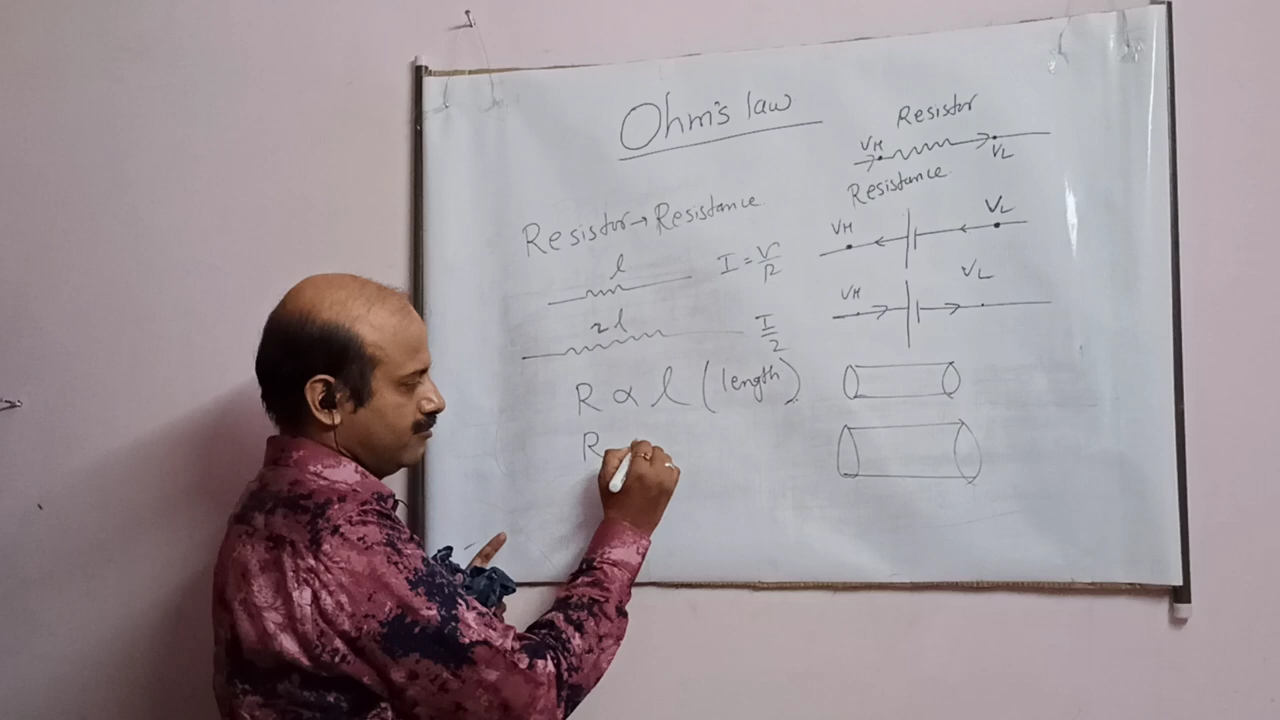 Ohm's law
Resistor → Resistance
l
I = V/R
2l
I/2
R ∝ l (length)
R
Resistor
VH
VL
Resistance
VH
VL
VH
VL